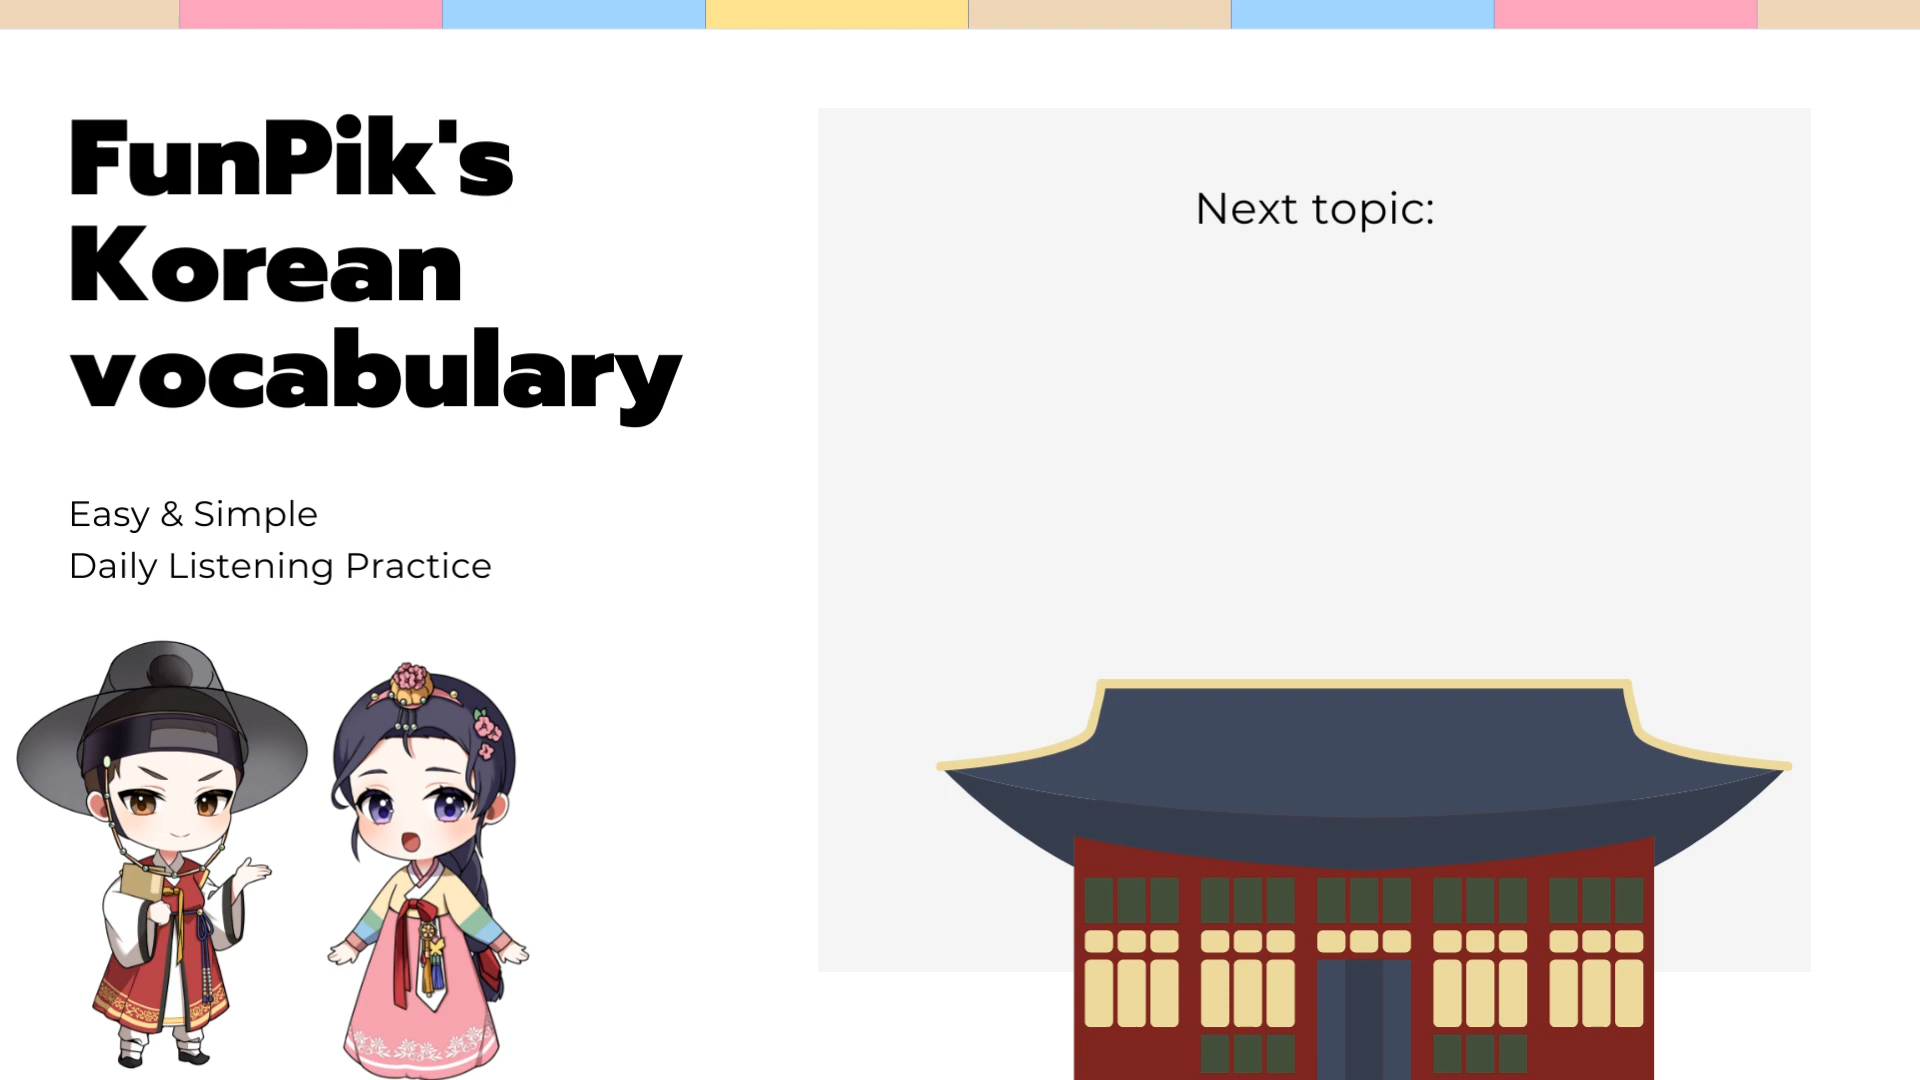 FunPik's
Korean
vocabulary
Easy & Simple
Daily Listening Practice
Next topic: